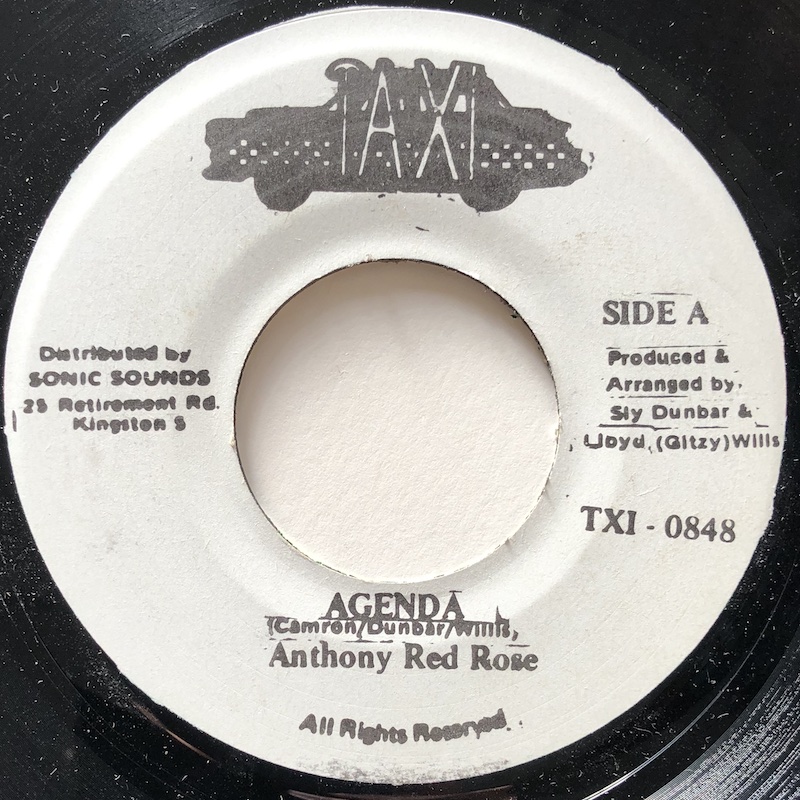 TAXI
SIDE A
Distributed by
SONIC SOUNDS
25 Retirement Rd.
Kingston 5
Produced &
Arranged by.
Sly Dunbar &
Lloyd,(Gitzy)Wills
TXI - 0848
AGENDA
(Camron/Dunbar/Willis,
Anthony Red Rose
All Rights Reserved.